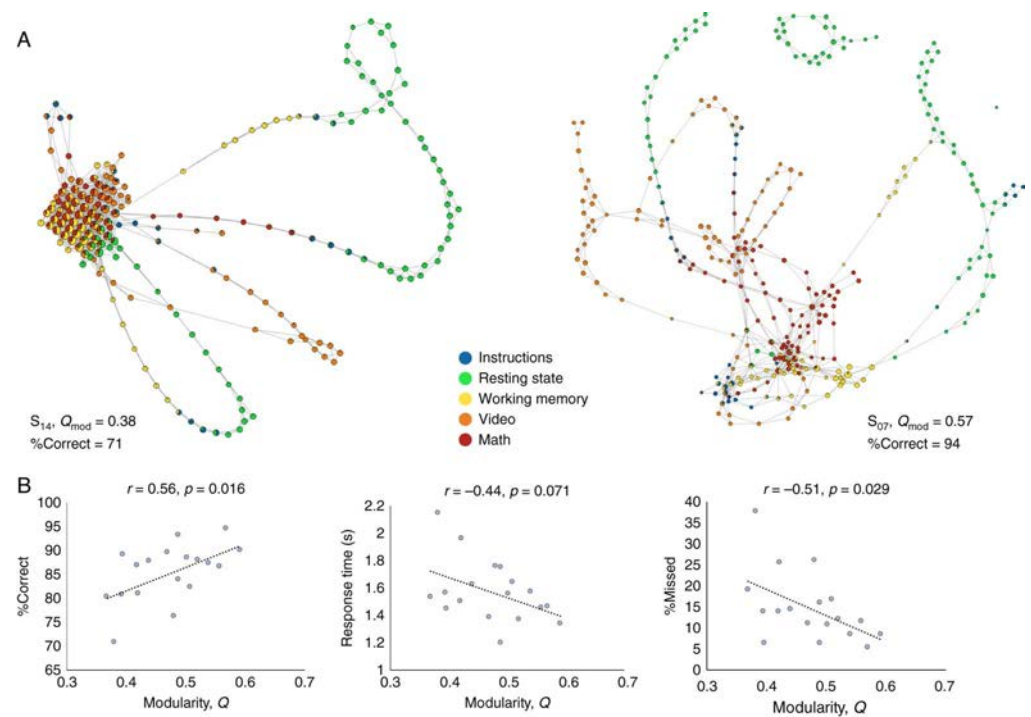 A
Instructions
Resting state
Working memory
Video
Math
S14, Qmod = 0.38
%Correct = 71
S07, Qmod = 0.57
%Correct = 94
B
r = 0.56, p = 0.016
100
95
90
85
80
75
70
65
%Correct
0.3 0.4 0.5 0.6 0.7
Modularity, Q
r = –0.44, p = 0.071
2.2
2
1.8
1.6
1.4
1.2
1
Response time (s)
0.3 0.4 0.5 0.6 0.7
Modularity, Q
r = –0.51, p = 0.029
40
35
30
25
20
15
10
5
0
%Missed
0.3 0.4 0.5 0.6 0.7
Modularity, Q